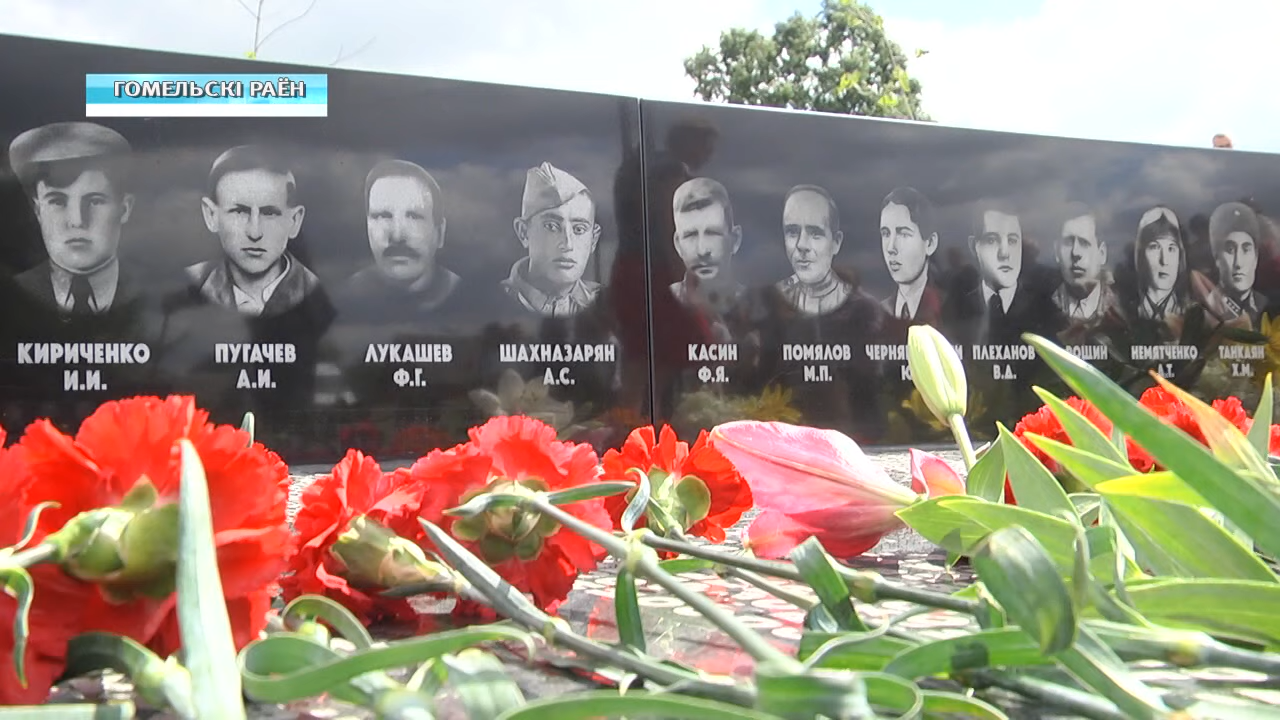 ГОМЕЛЬСКІ РАЁН
КИРИЧЕНКО
И.И.
ПУГАЧЕВ
А.И.
ЛУКАШЕВ
Ф.Г.
ШАХНАЗАРЯН
А.С.
КАСИН
Ф.Я.
ПОМЯЛОВ
М.П.
ПЛЕХАНОВ
В.Д.
НЕМЯТЧЕНКО
А.Т.
ТАНКАЯН
Х.М.